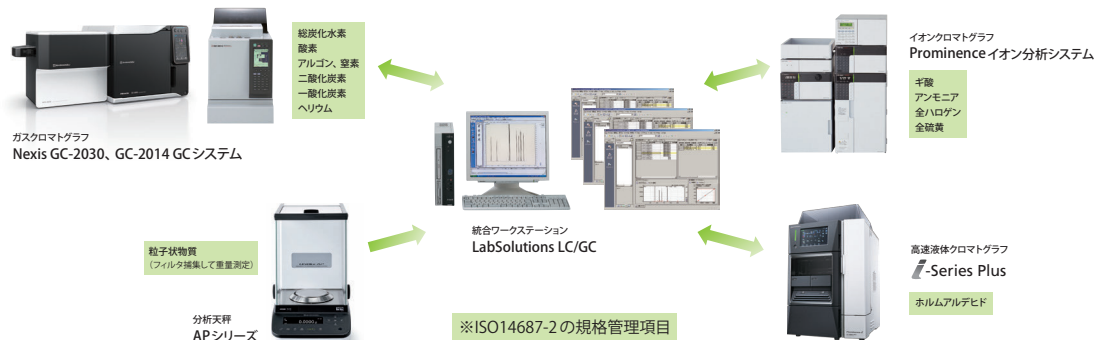 総炭化水素
酸素
アルゴン、窒素
二酸化炭素
一酸化炭素
ヘリウム
ガスクロマトグラフ
Nexis GC-2030、GC-2014 GCシステム
イオンクロマトグラフ
Prominence イオン分析システム
ギ酸
アンモニア
全ハロゲン
全硫黄
統合ワークステーション
LabSolutions LC/GC
粒子状物質
(フィルタ捕集して重量測定)
分析天秤
APシリーズ
高速液体クロマトグラフ
i-Series Plus
ホルムアルデヒド
※ISO14687-2の規格管理項目